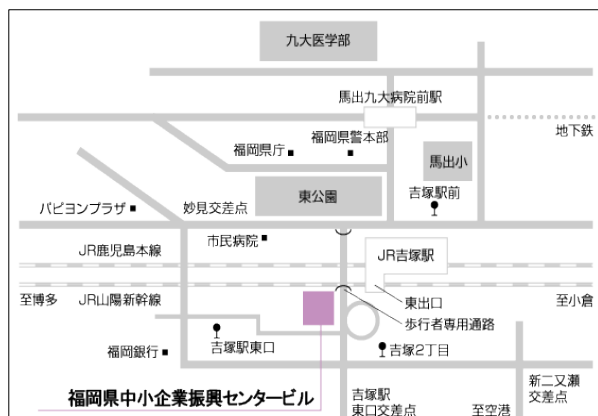 九大医学部
馬出九大病院前駅
地下鉄
福岡県庁
福岡県警本部
馬出小
東公園
吉塚駅前
パピヨンプラザ
妙見交差点
市民病院
JR鹿児島本線
JR吉塚駅
至博多
JR山陽新幹線
東出口
至小倉
歩行者専用通路
福岡銀行
吉塚駅東口
吉塚2丁目
福岡県中小企業振興センタービル
吉塚駅
東口交差点
至空港
新二又瀬
交差点